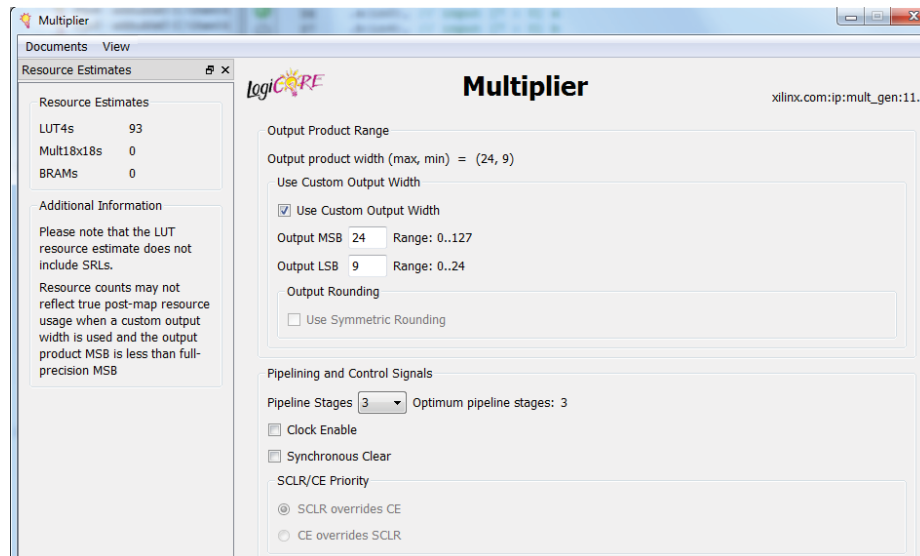 Multiplier
Documents View
Resource Estimates
Resource Estimates
LUT4s 93
Mult18x18s 0
BRAMs 0
Additional Information
Please note that the LUT
resource estimate does not
include SRLs.
Resource counts may not
reflect true post-map resource
usage when a custom output
width is used and the output
product MSB is less than full-
precision MSB
LogiCORE
Multiplier
xilinx.com:ip:mult_gen:11.
Output Product Range
Output product width (max, min) = (24, 9)
Use Custom Output Width
Use Custom Output Width
Output MSB 24 Range: 0..127
Output LSB 9 Range: 0..24
Output Rounding
Use Symmetric Rounding
Pipelining and Control Signals
Pipeline Stages 3 Optimum pipeline stages: 3
Clock Enable
Synchronous Clear
SCLR/CE Priority
SCLR overrides CE
CE overrides SCLR